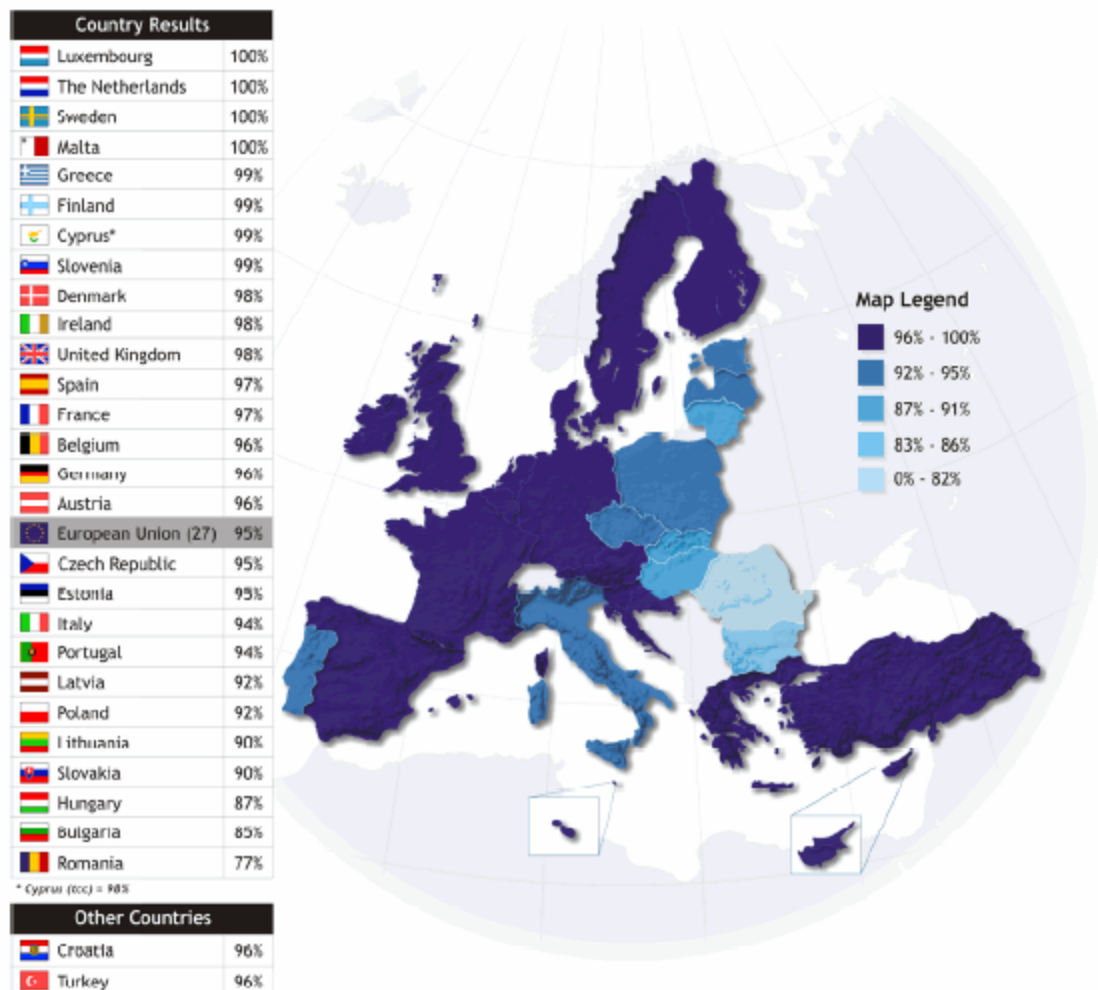 Country Results
Luxembourg 100%
The Netherlands 100%
Sweden 100%
Malta 100%
Greece 99%
Finland 99%
Cyprus* 99%
Slovenia 99%
Denmark 98%
Ireland 98%
United Kingdom 98%
Spain 97%
France 97%
Belgium 96%
Germany 96%
Austria 96%
European Union (27) 95%
Czech Republic 95%
Estonia 95%
Italy 94%
Portugal 94%
Latvia 92%
Poland 92%
Lithuania 90%
Slovakia 90%
Hungary 87%
Bulgaria 85%
Romania 77%
* Cyprus (tcc) = 98%
Other Countries
Croatia 96%
Turkey 96%
Map Legend
96% - 100%
92% - 95%
87% - 91%
83% - 86%
0% - 82%